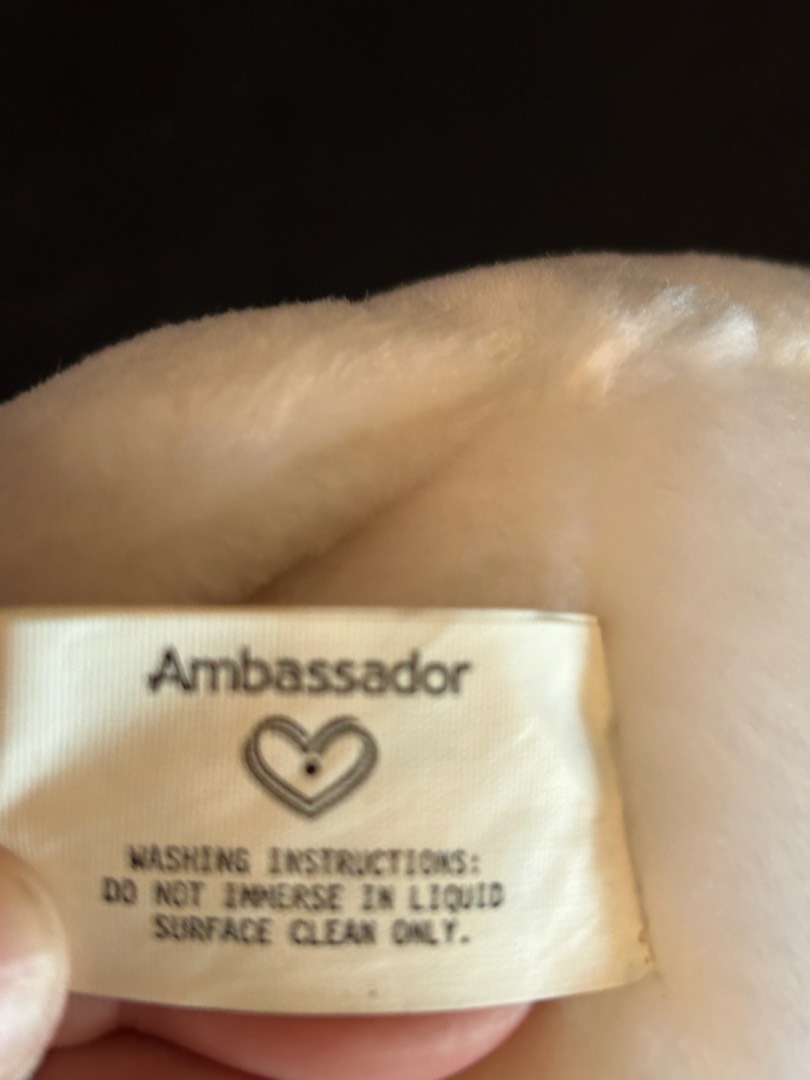 Ambassador
WASHING INSTRUCTIONS:
DO NOT IMMERSE IN LIQUID
SURFACE CLEAN ONLY.